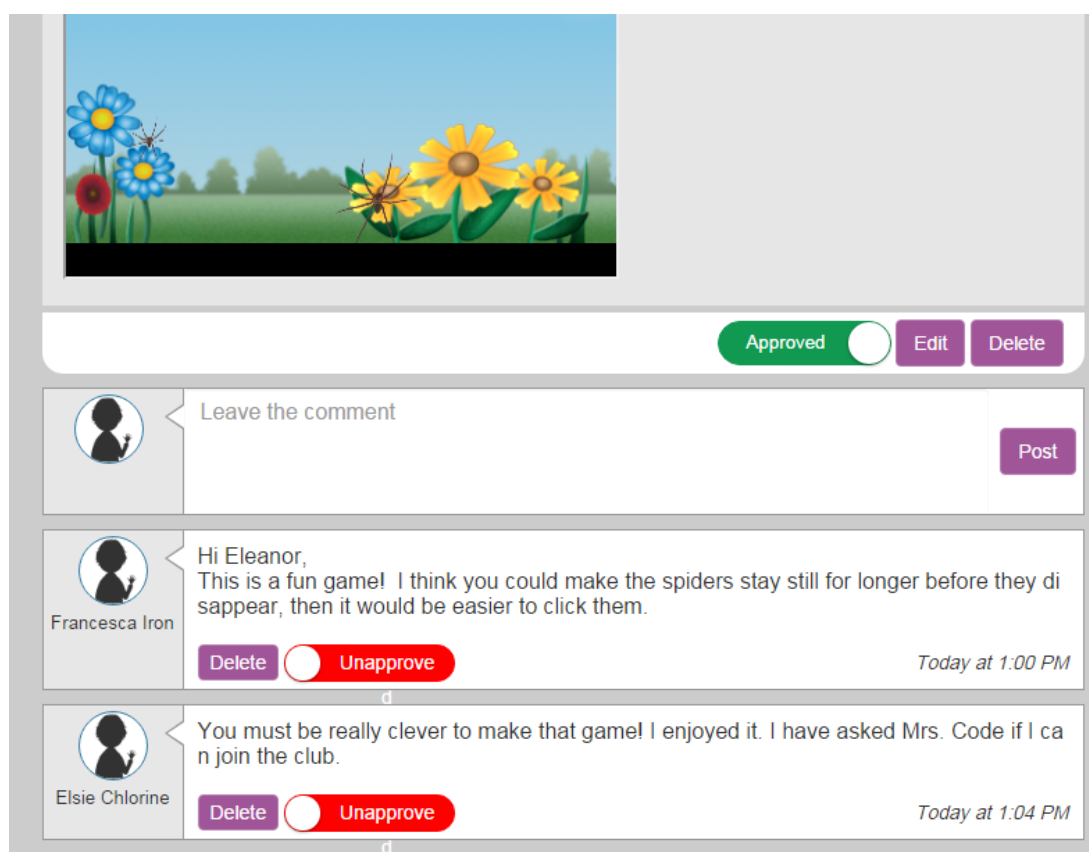 Approved Edit Delete
Leave the comment
Post
Hi Eleanor,
This is a fun game!  I think you could make the spiders stay still for longer before they di
sappear, then it would be easier to click them.
Francesca Iron
Delete Unapprove
d
Today at 1:00 PM
You must be really clever to make that game! I enjoyed it. I have asked Mrs. Code if I ca
n join the club.
Elsie Chlorine
Delete Unapprove
d
Today at 1:04 PM